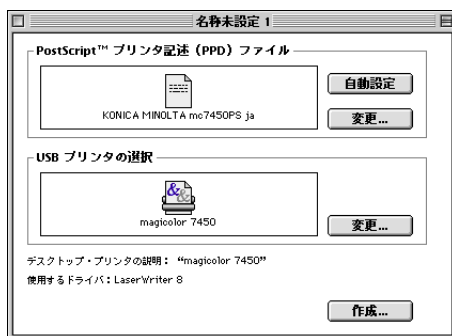 名称未設定 1
PostScript™ プリンタ記述（PPD）ファイル
KONICA MINOLTA mc7450PS ja
自動設定
変更...
USB プリンタの選択
magicolor 7450
変更...
デスクトップ・プリンタの説明： “magicolor 7450”
使用するドライバ：LaserWriter 8
作成...